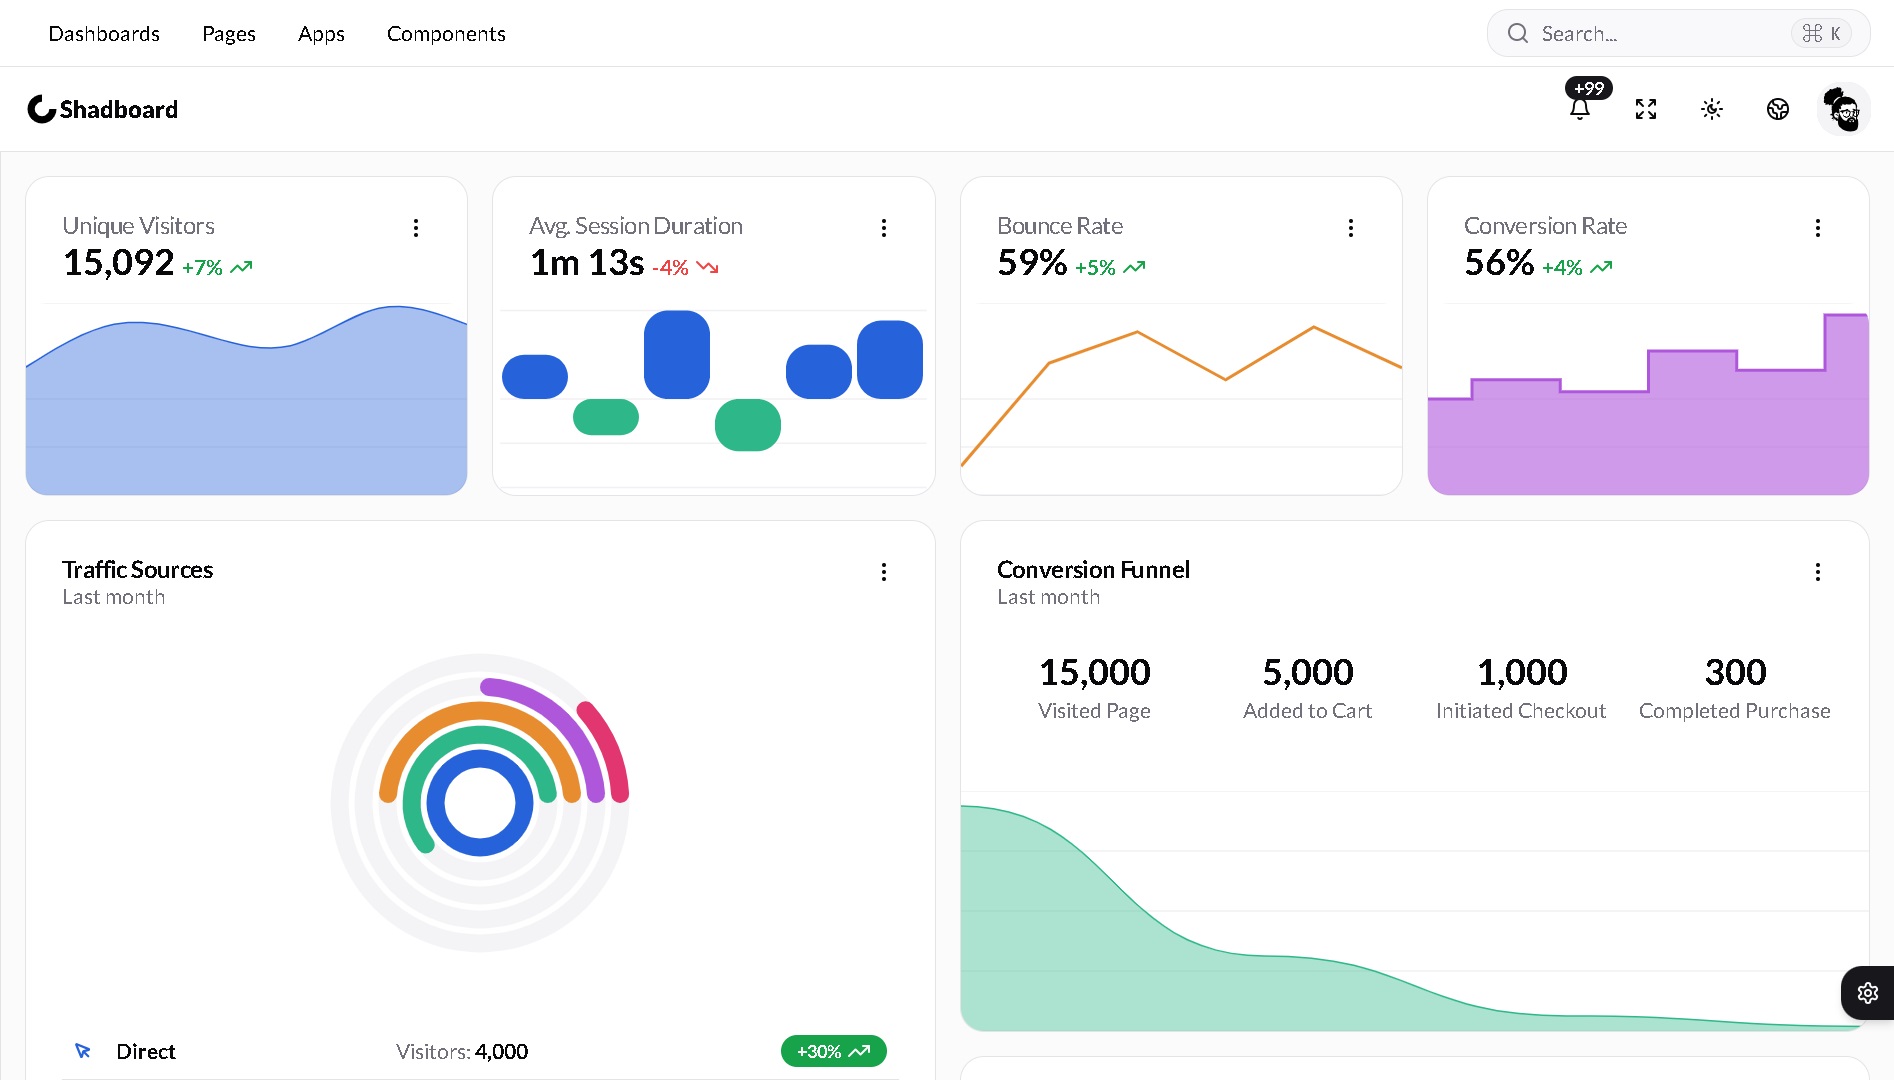 Dashboards
Pages
Apps
Components
Search...
⌘ K
Shadboard
+99
Unique Visitors
15,092 +7%
Avg. Session Duration
1m 13s -4%
Bounce Rate
59% +5%
Conversion Rate
56% +4%
Traffic Sources
Last month
Direct
Visitors: 4,000
+30%
Conversion Funnel
Last month
15,000
Visited Page
5,000
Added to Cart
1,000
Initiated Checkout
300
Completed Purchase